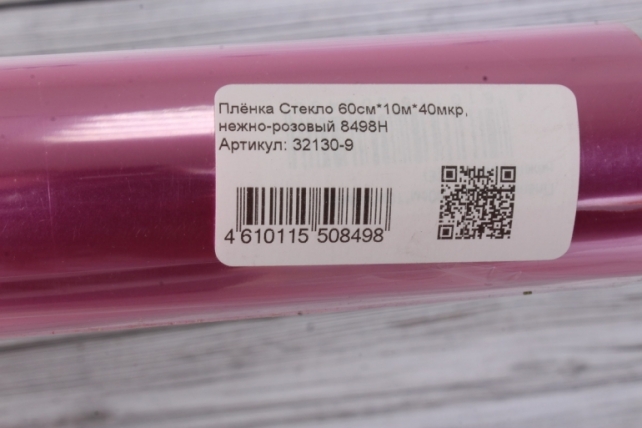 Плёнка Стекло 60см*10м*40мкр,
нежно-розовый 8498Н
Артикул: 32130-9
4 610115 508498